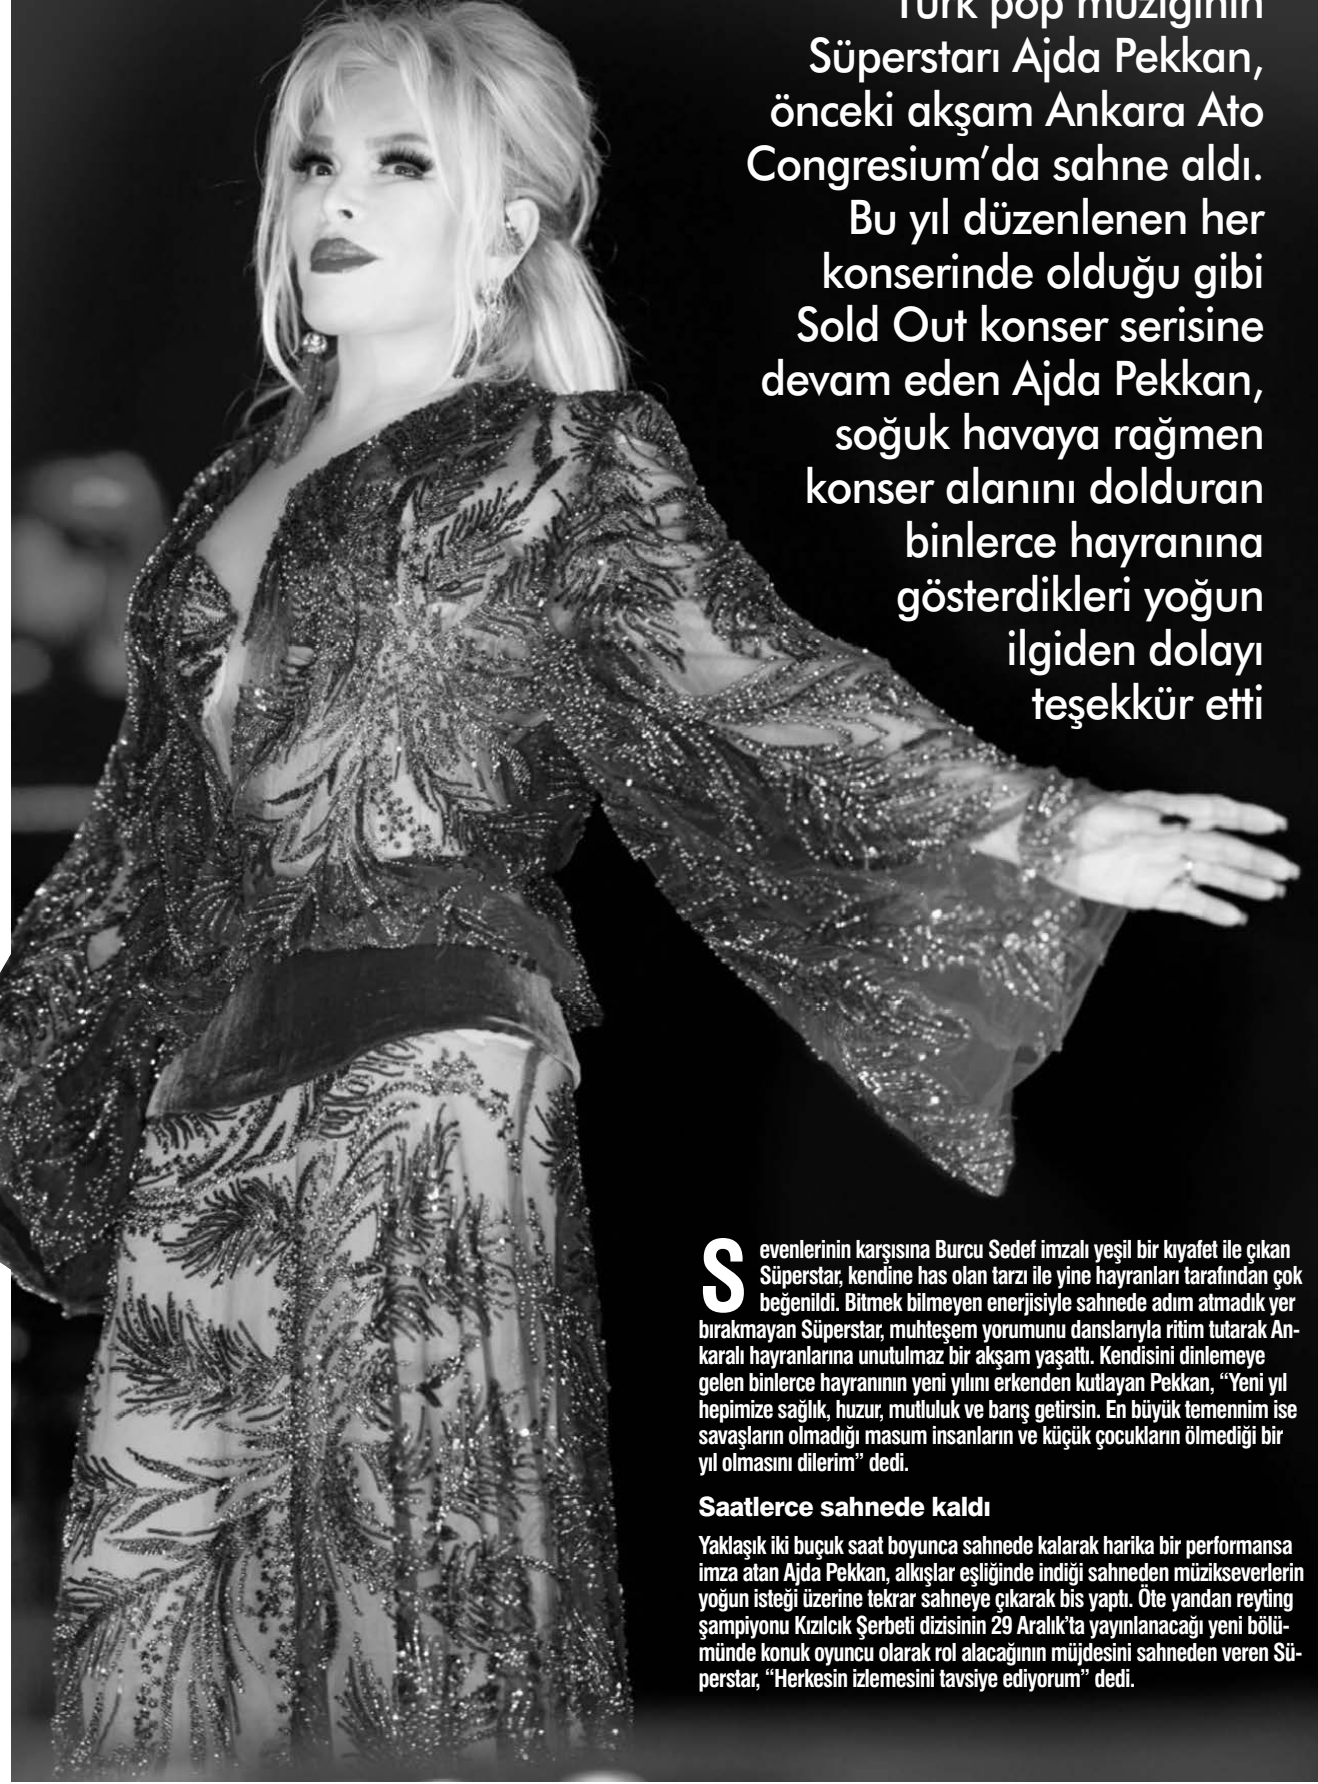 Türk pop müziğinin
Süperstarı Ajda Pekkan,
önceki akşam Ankara Ato
Congresium’da sahne aldı.
Bu yıl düzenlenen her
konserinde olduğu gibi
Sold Out konser serisine
devam eden Ajda Pekkan,
soğuk havaya rağmen
konser alanını dolduran
binlerce hayranına
gösterdikleri yoğun
ilgiden dolayı
teşekkür etti
Sevenlerinin karşısına Burcu Sedef imzalı yeşil bir kıyafet ile çıkan
Süperstar, kendine has olan tarzı ile yine hayranları tarafından çok
beğenildi. Bitmek bilmeyen enerjisiyle sahnede adım atmadık yer
bırakmayan Süperstar, muhteşem yorumunu danslarıyla ritim tutarak An-
karalı hayranlarına unutulmaz bir akşam yaşattı. Kendisini dinlemeye
gelen binlerce hayranının yeni yılını erkenden kutlayan Pekkan, “Yeni yıl
hepimize sağlık, huzur, mutluluk ve barış getirsin. En büyük temennim ise
savaşların olmadığı masum insanların ve küçük çocukların ölmediği bir
yıl olmasını dilerim” dedi.
Saatlerce sahnede kaldı
Yaklaşık iki buçuk saat boyunca sahnede kalarak harika bir performansa
imza atan Ajda Pekkan, alkışlar eşliğinde indiği sahneden müzikseverlerin
yoğun isteği üzerine tekrar sahneye çıkarak bis yaptı. Öte yandan reyting
şampiyonu Kızılcık Şerbeti dizisinin 29 Aralık’ta yayınlanacağı yeni bölü-
münde konuk oyuncu olarak rol alacağının müjdesini sahneden veren Sü-
perstar, “Herkesin izlemesini tavsiye ediyorum” dedi.